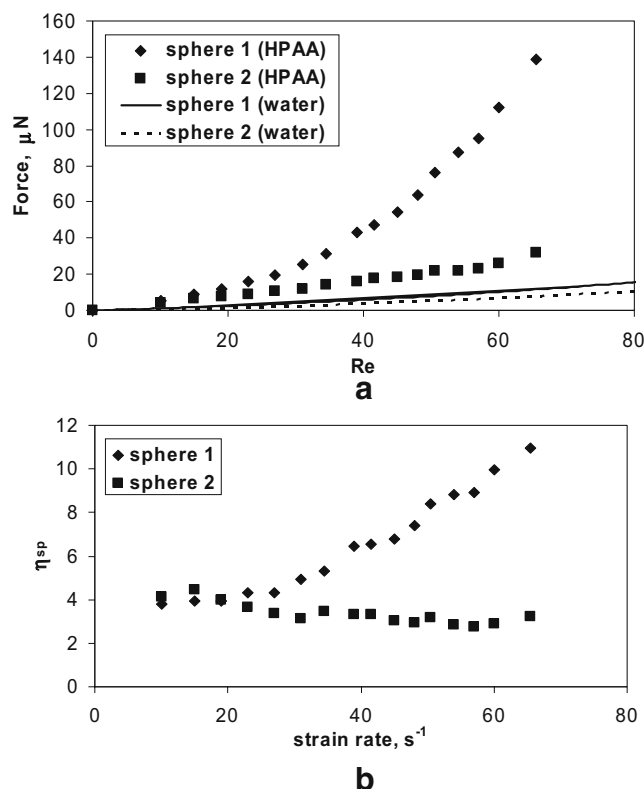 160
140
120
100
80
60
40
20
0
Force, μN
sphere 1 (HPAA)
sphere 2 (HPAA)
sphere 1 (water)
sphere 2 (water)
0 20 40 60 80
Re
a
12
10
8
6
4
2
0
ηsp
sphere 1
sphere 2
0 20 40 60 80
strain rate, s⁻¹
b